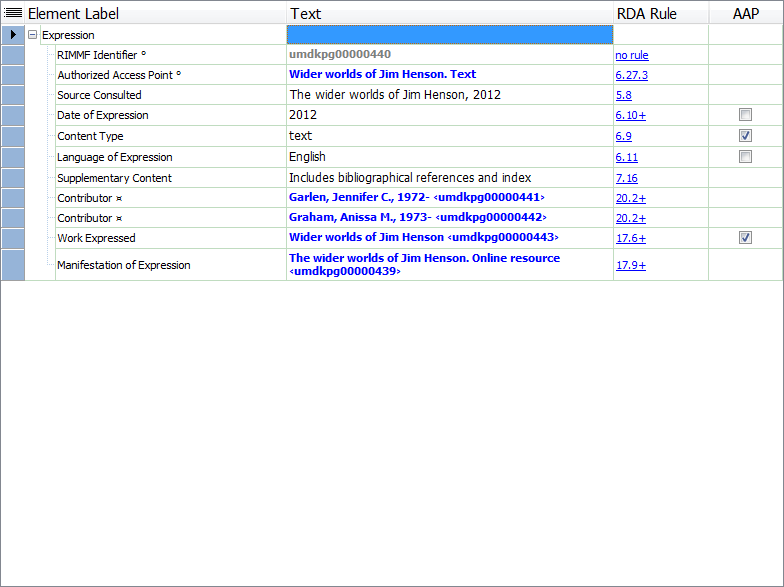 Element Label Text RDA Rule AAP
Expression
RIMMF Identifier ° umdkpg00000440 no rule
Authorized Access Point ° Wider worlds of Jim Henson. Text 6.27.3
Source Consulted The wider worlds of Jim Henson, 2012 5.8
Date of Expression 2012 6.10+
Content Type text 6.9
Language of Expression English 6.11
Supplementary Content Includes bibliographical references and index 7.16
Contributor ¤ Garlen, Jennifer C., 1972- ‹umdkpg00000441› 20.2+
Contributor ¤ Graham, Anissa M., 1973- ‹umdkpg00000442› 20.2+
Work Expressed Wider worlds of Jim Henson ‹umdkpg00000443› 17.6+
Manifestation of Expression The wider worlds of Jim Henson. Online resource 17.9+
‹umdkpg00000439›